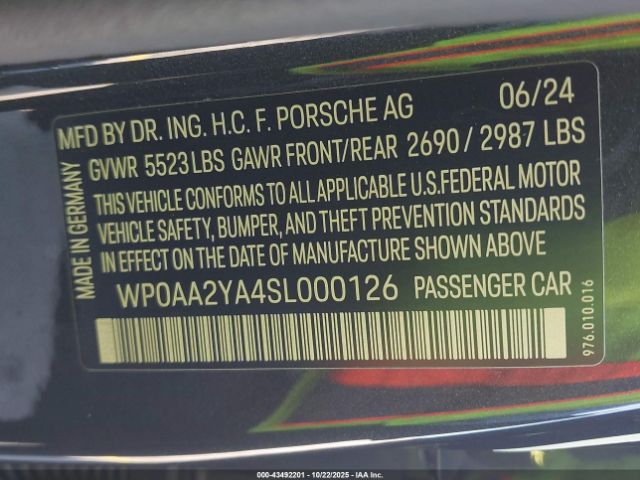 MFD BY DR. ING. H.C. F. PORSCHE AG 06/24
GVWR 5523 LBS GAWR FRONT/REAR 2690 / 2987 LBS
THIS VEHICLE CONFORMS TO ALL APPLICABLE U.S.FEDERAL MOTOR
VEHICLE SAFETY, BUMPER, AND THEFT PREVENTION STANDARDS
IN EFFECT ON THE DATE OF MANUFACTURE SHOWN ABOVE
WP0AA2YA4SL000126 PASSENGER CAR
MADE IN GERMANY
976.010.016
000-43492201 - 10/22/2025 - IAA, Inc.